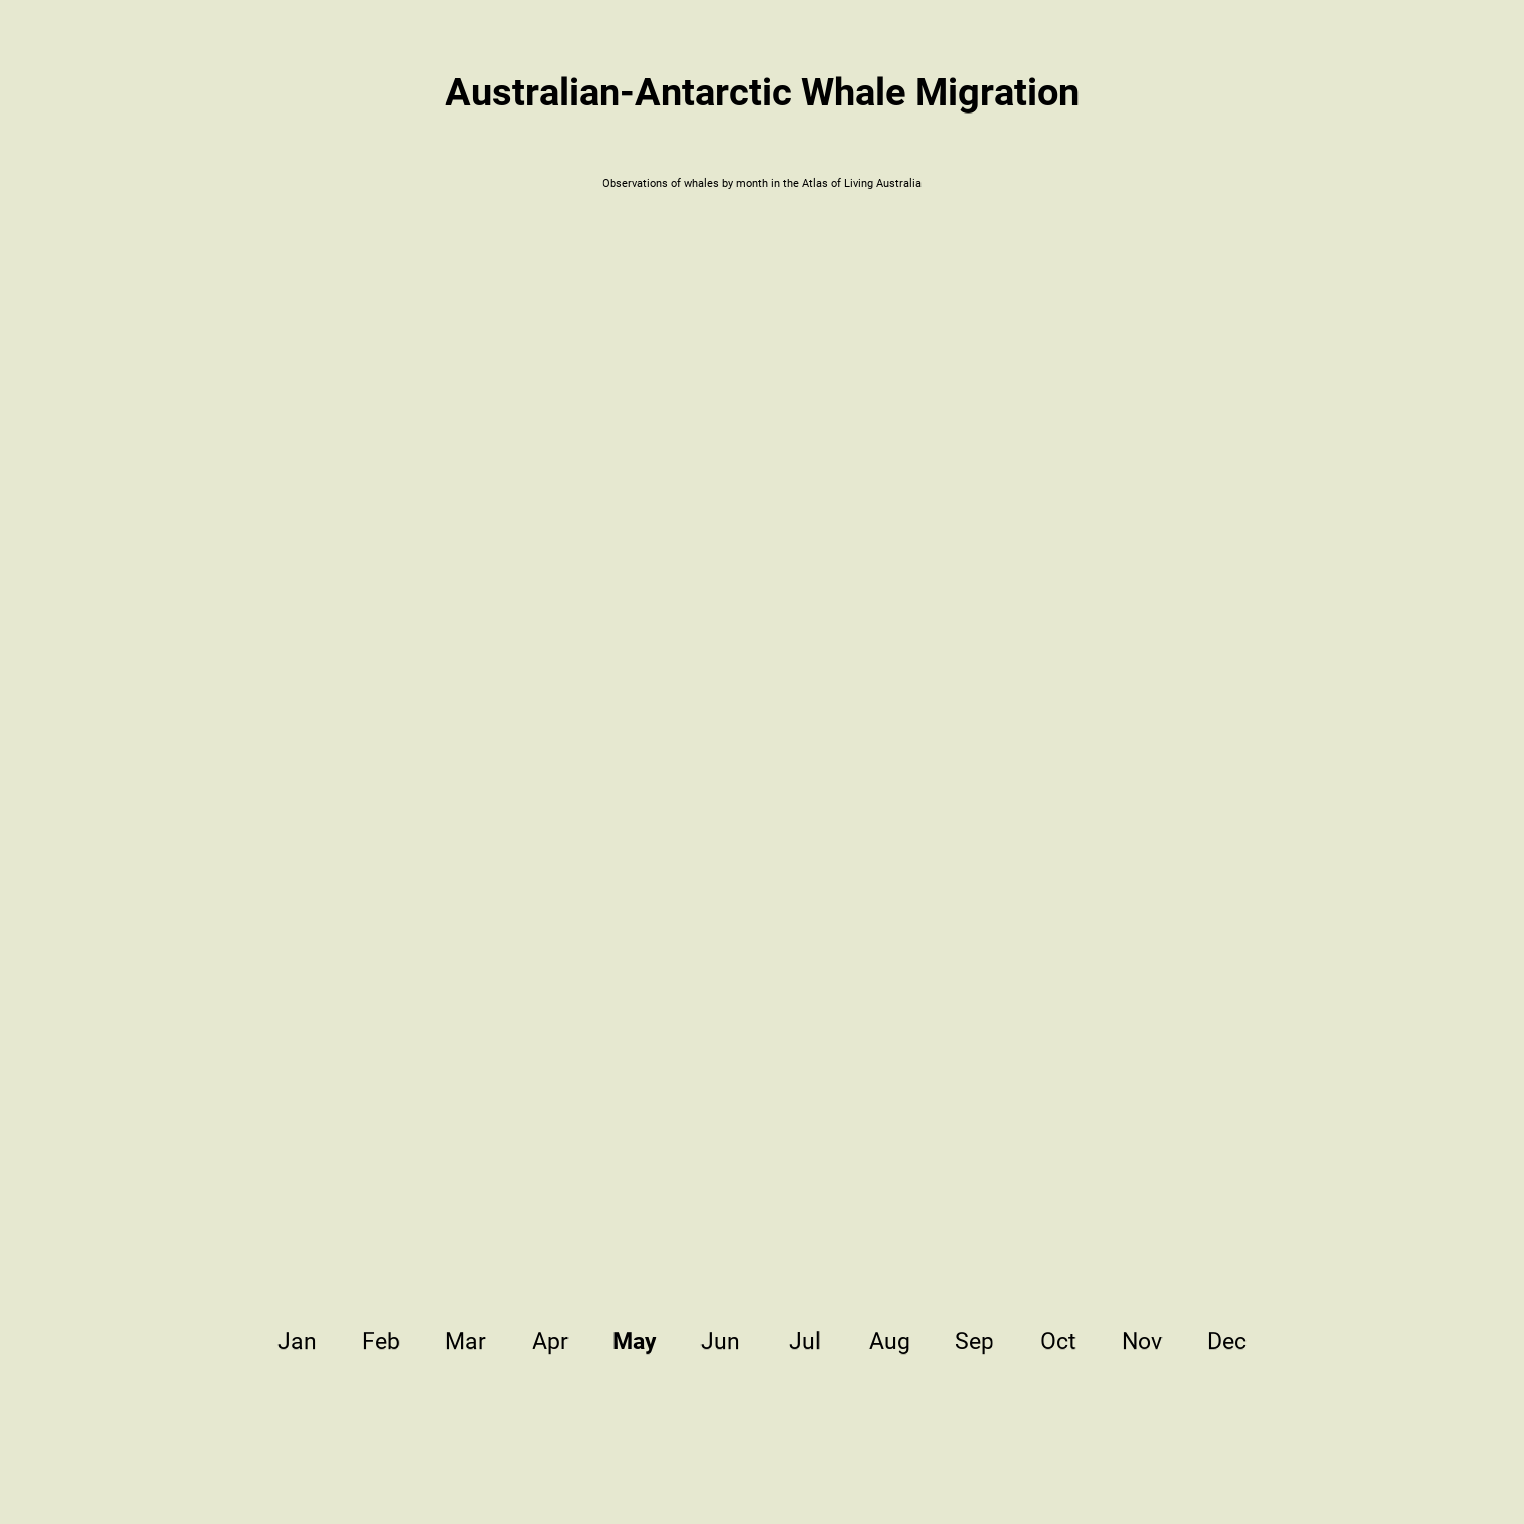 Australian-Antarctic Whale Migration
Observations of whales by month in the Atlas of Living Australia
Jan Feb Mar Apr May Jun Jul Aug Sep Oct Nov Dec